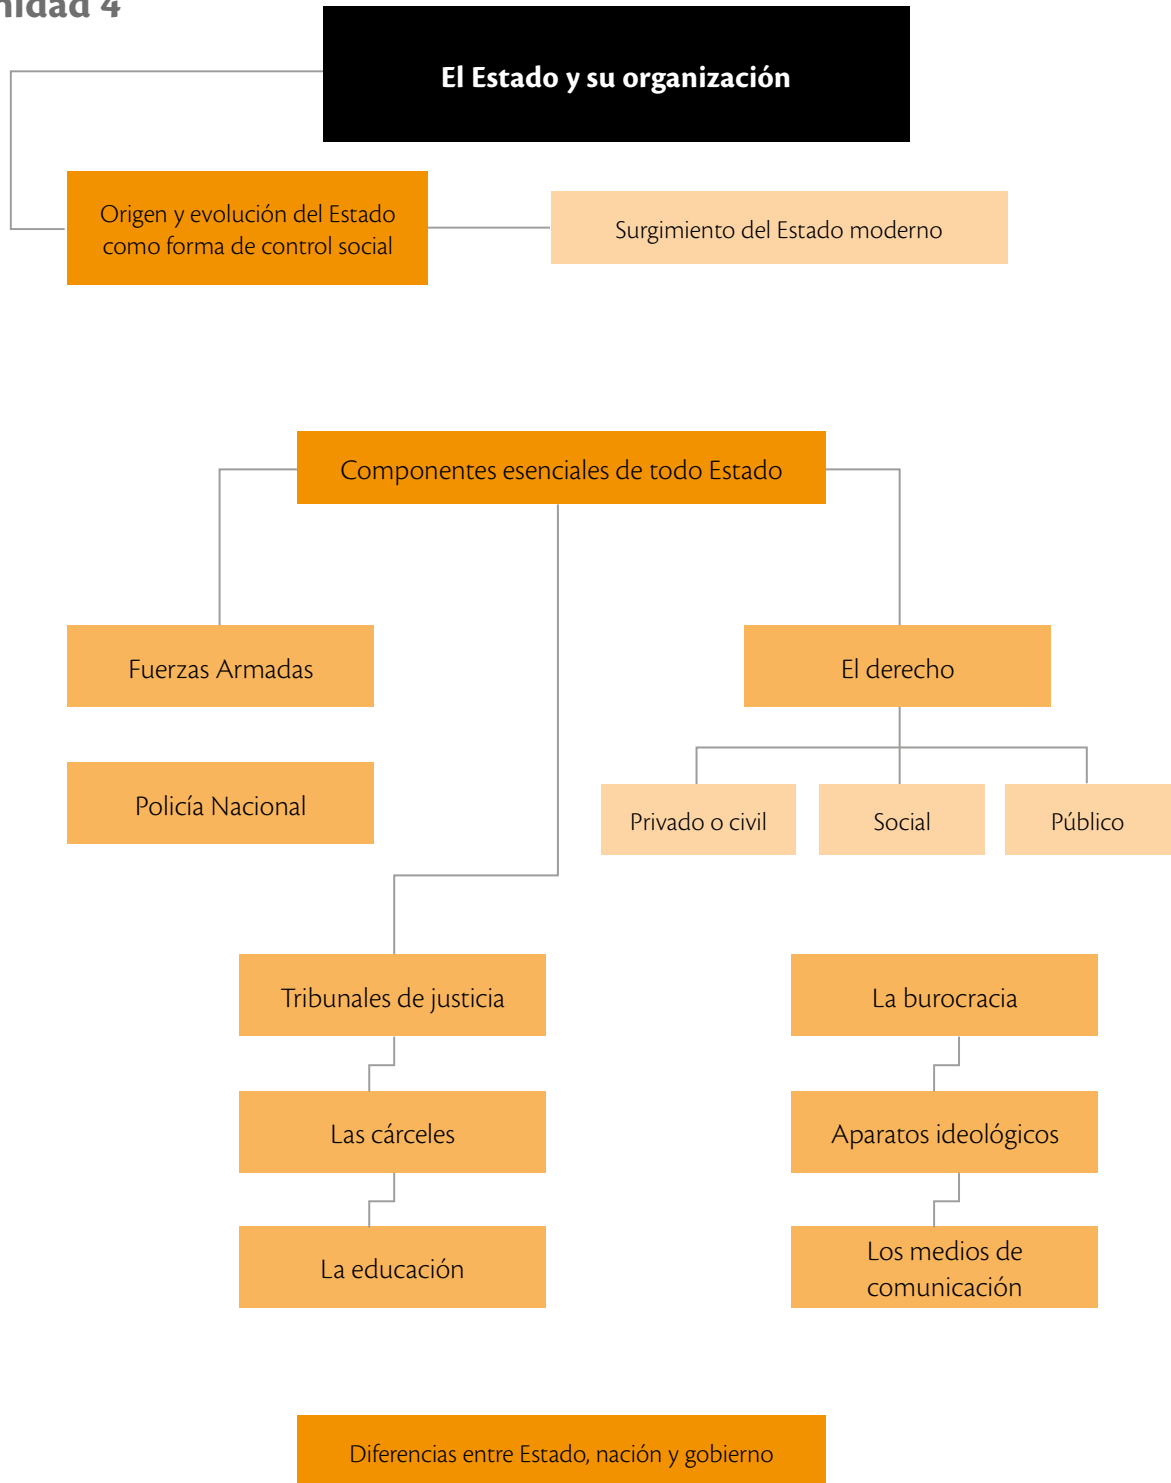 nidad 4
El Estado y su organización
Origen y evolución del Estado
como forma de control social
Surgimiento del Estado moderno
Componentes esenciales de todo Estado
Fuerzas Armadas
El derecho
Policía Nacional
Privado o civil
Social
Público
Tribunales de justicia
La burocracia
Las cárceles
Aparatos ideológicos
La educación
Los medios de
comunicación
Diferencias entre Estado, nación y gobierno